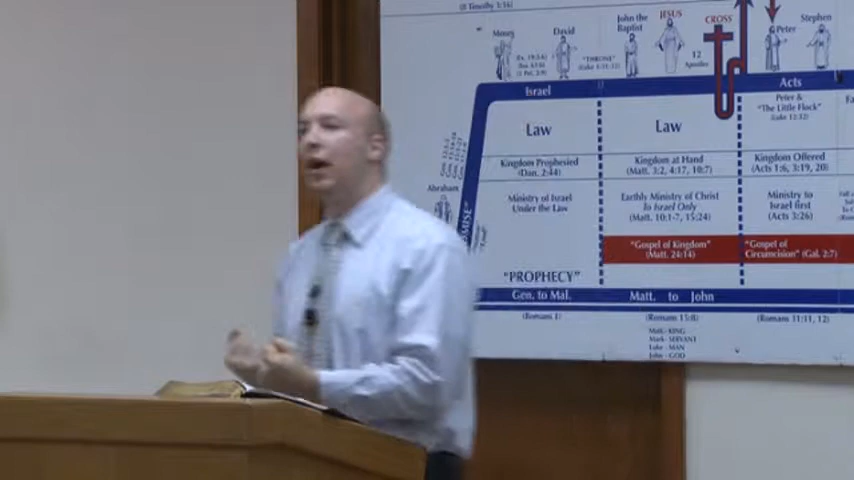 (II Timothy 3:16)
Moses
David
John the
Baptist
JESUS
CROSS
Peter
Stephen
"THRONE"
12
Apostles
Israel
Acts
Law
Law
Peter &
"The Little Flock"
(Luke 12:32)
Kingdom Prophesied
(Dan. 2:44)
Kingdom at Hand
(Matt. 3:2, 4:17, 10:7)
Kingdom Offered
(Acts 1:6, 3:19, 20)
Abraham
Ministry of Israel
Under the Law
Earthly Ministry of Christ
To Israel Only
(Matt. 10:1-7, 15:24)
Ministry to
Israel first
(Acts 3:26)
"Gospel of Kingdom"
(Matt. 24:14)
"Gospel of
Circumcision" (Gal. 2:7)
"PROPHECY"
Gen. to Mal.
Matt. to John
(Romans 1)
(Romans 15:8)
(Romans 11:11, 12)
Matt.- KING
Mark- SERVANT
Luke - MAN
John - GOD